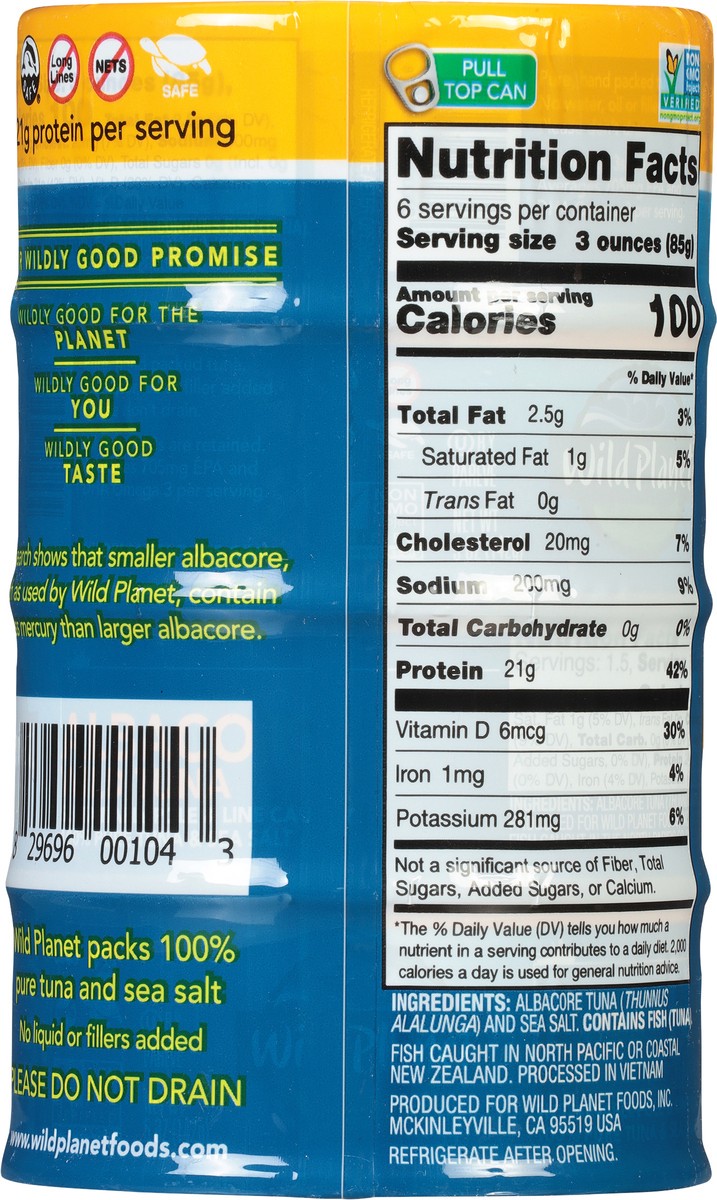 Long
Lines
NETS
SAFE
21g protein per serving
WILDLY GOOD PROMISE
WILDLY GOOD FOR THE
PLANET
WILDLY GOOD FOR
YOU
WILDLY GOOD
TASTE
shows that smaller albacore,
as used by Wild Planet, contain
mercury than larger albacore.
29696 00104 3
Wild Planet packs 100%
pure tuna and sea salt
No liquid or fillers added
PLEASE DO NOT DRAIN
www.wildplanetfoods.com
PULL
TOP CAN
NON
GMO
Project
VERIFIED
nongmoproject.org
Nutrition Facts
6 servings per container
Serving size 3 ounces (85g)
Amount per serving
Calories 100
% Daily Value*
Total Fat 2.5g 3%
Saturated Fat 1g 5%
Trans Fat 0g
Cholesterol 20mg 7%
Sodium 200mg 9%
Total Carbohydrate 0g 0%
Protein 21g 42%
Vitamin D 6mcg 30%
Iron 1mg 4%
Potassium 281mg 6%
Not a significant source of Fiber, Total
Sugars, Added Sugars, or Calcium.
*The % Daily Value (DV) tells you how much a
nutrient in a serving contributes to a daily diet. 2,000
calories a day is used for general nutrition advice.
INGREDIENTS: ALBACORE TUNA (THUNNUS
ALALUNGA) AND SEA SALT. CONTAINS FISH (TUNA).
FISH CAUGHT IN NORTH PACIFIC OR COASTAL
NEW ZEALAND. PROCESSED IN VIETNAM
PRODUCED FOR WILD PLANET FOODS, INC.
MCKINLEYVILLE, CA 95519 USA
REFRIGERATE AFTER OPENING.